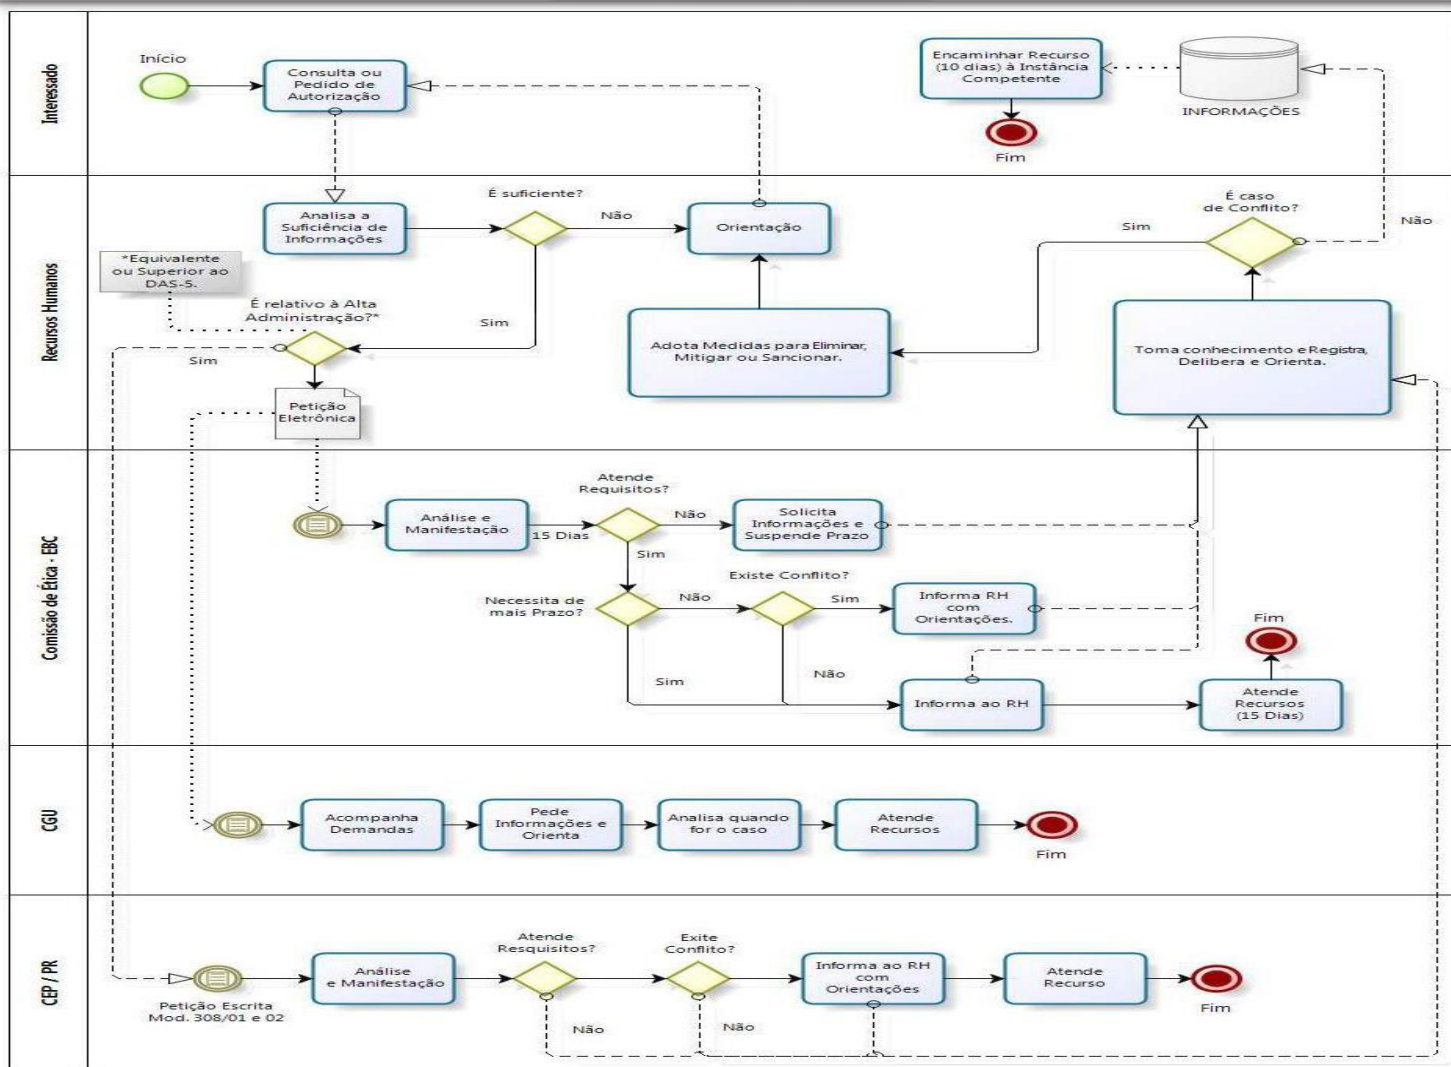 Interessado
Início
Consulta ou
Pedido de
Autorização
Encaminhar Recurso
(10 dias) à Instância
Competente
INFORMAÇÕES
Fim
Recursos Humanos
Analisa a
Suficiência de
Informações
É suficiente?
Não
Sim
Orientação
*Equivalente
ou Superior ao
DAS-5.
É relativo à Alta
Administração?*
Sim
Petição
Eletrônica
Adota Medidas para Eliminar,
Mitigar ou Sancionar.
É caso
de Conflito?
Sim
Não
Toma conhecimento e Registra,
Delibera e Orienta.
Comissão de Ética - EBC
Análise e
Manifestação
15 Dias
Atende
Requisitos?
Não
Sim
Solicita
Informações e
Suspende Prazo
Necessita de
mais Prazo?
Não
Sim
Existe Conflito?
Sim
Não
Informa RH
com
Orientações.
Informa ao RH
Atende
Recursos
(15 Dias)
Fim
CGU
Acompanha
Demandas
Pede
Informações e
Orienta
Analisa quando
for o caso
Atende
Recursos
Fim
CEP / PR
Petição Escrita
Mod. 308/01 e 02
Análise
e Manifestação
Atende
Resquisitos?
Não
Exite
Conflito?
Não
Informa ao RH
com
Orientações
Atende
Recurso
Fim